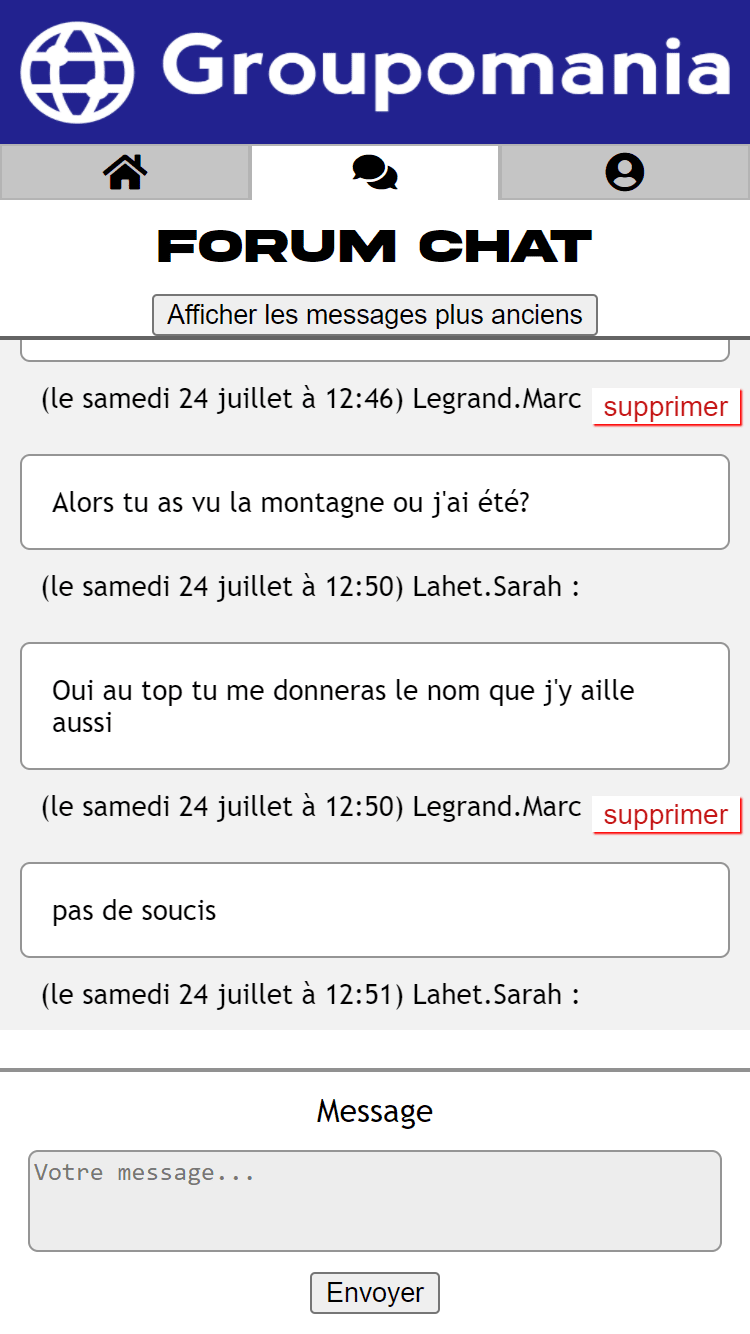 Groupomania
FORUM CHAT
Afficher les messages plus anciens
(le samedi 24 juillet à 12:46) Legrand.Marc supprimer
Alors tu as vu la montagne ou j'ai été?
(le samedi 24 juillet à 12:50) Lahet.Sarah :
Oui au top tu me donneras le nom que j'y aille
aussi
(le samedi 24 juillet à 12:50) Legrand.Marc supprimer
pas de soucis
(le samedi 24 juillet à 12:51) Lahet.Sarah :
Message
Votre message...
Envoyer